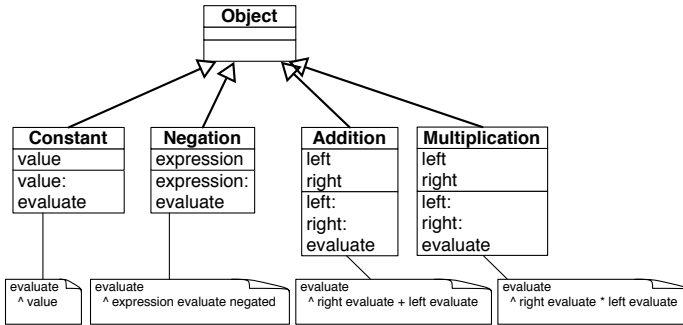 Object
Constant
value
value:
evaluate
Negation
expression
expression:
evaluate
Addition
left
right
left:
right:
evaluate
Multiplication
left
right
left:
right:
evaluate
evaluate
^ value
evaluate
^ expression evaluate negated
evaluate
^ right evaluate + left evaluate
evaluate
^ right evaluate * left evaluate